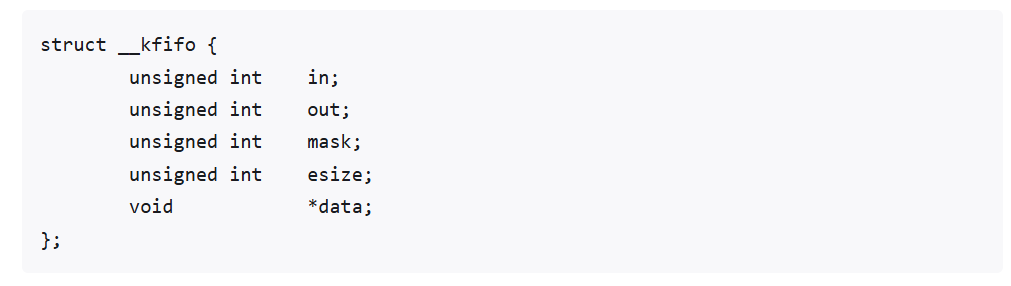 struct __kfifo {
        unsigned int    in;
        unsigned int    out;
        unsigned int    mask;
        unsigned int    esize;
        void            *data;
};